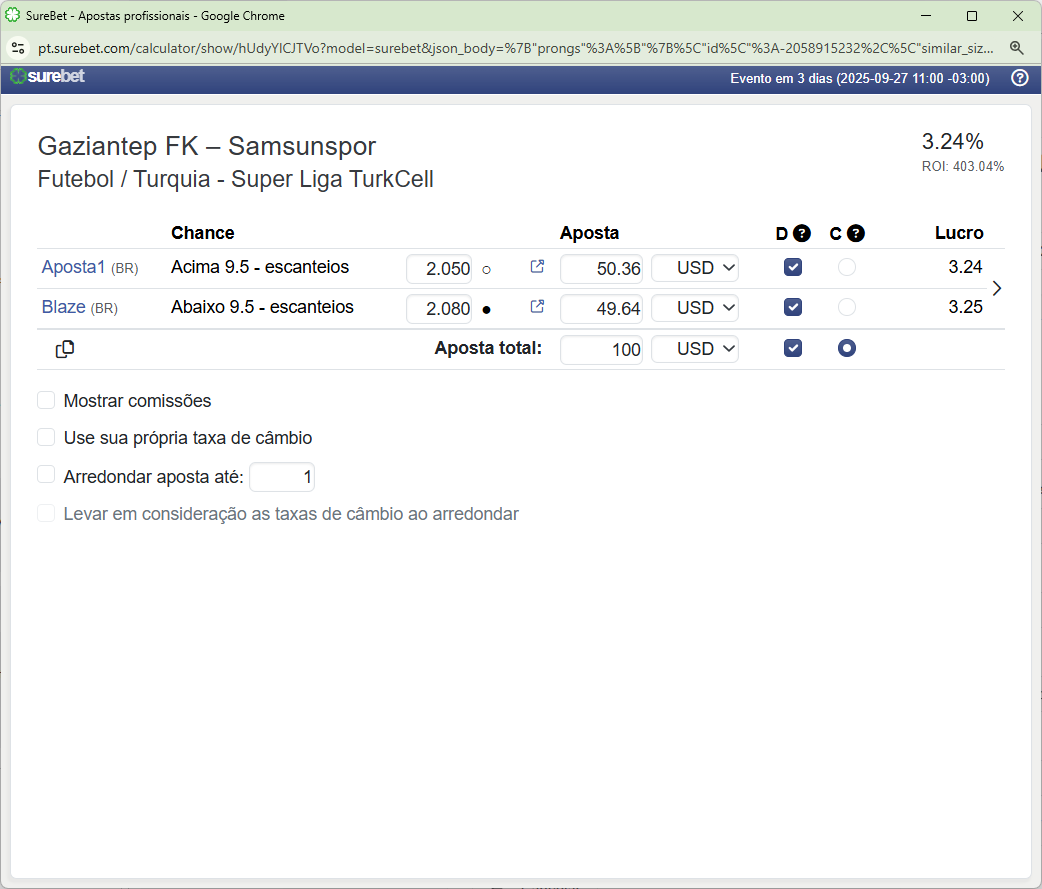 SureBet - Apostas profissionais - Google Chrome
pt.surebet.com/calculator/show/hUdyYlCJTVo?model=surebet&json_body=%7B"prongs"%3A%5B"%7B%5C"id%5C"%3A-2058915232%2C%5C"similar_siz...
surebet
Evento em 3 dias (2025-09-27 11:00 -03:00) ?
Gaziantep FK – Samsunspor
3.24%
Futebol / Turquia - Super Liga TurkCell
ROI: 403.04%
Chance Aposta D ? C ? Lucro
Aposta1 (BR) Acima 9.5 - escanteios 2.050 50.36 USD 3.24
Blaze (BR) Abaixo 9.5 - escanteios 2.080 49.64 USD 3.25
Aposta total: 100 USD
Mostrar comissões
Use sua própria taxa de câmbio
Arredondar aposta até: 1
Levar em consideração as taxas de câmbio ao arredondar